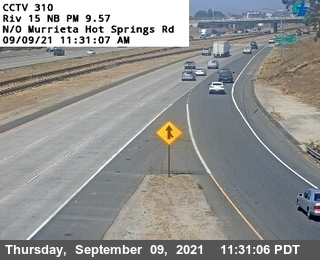 CCTV 310
Riv 15 NB PM 9.57
N/O Murrieta Hot Springs Rd
09/09/21 11:31:07 AM
Thursday, September 09, 2021 11:31:06 PDT